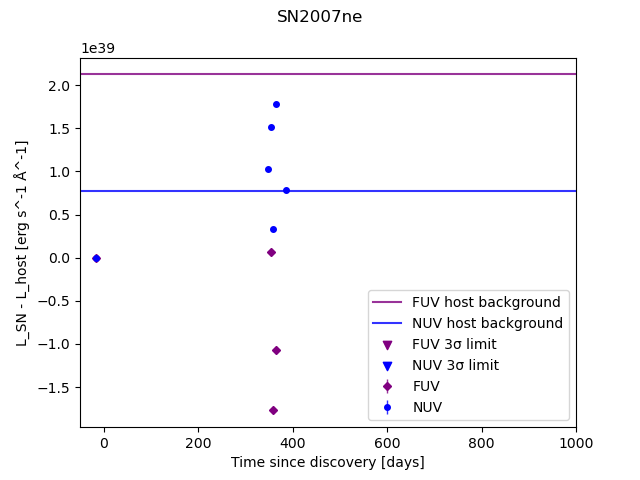 SN2007ne
1e39
2.0
1.5
1.0
0.5
0.0
−0.5
−1.0
−1.5
L_SN - L_host [erg s^-1 Å^-1]
0
200
400
600
800
1000
Time since discovery [days]
FUV host background
NUV host background
FUV 3σ limit
NUV 3σ limit
FUV
NUV